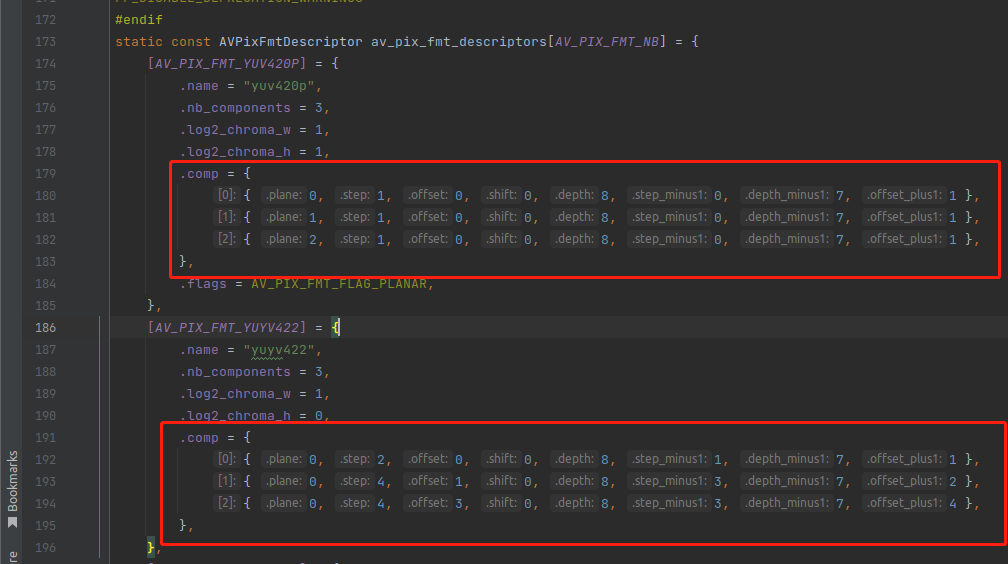 172 #endif
173 static const AVPixFmtDescriptor av_pix_fmt_descriptors[AV_PIX_FMT_NB] = {
174 [AV_PIX_FMT_YUV420P] = {
175 .name = "yuv420p",
176 .nb_components = 3,
177 .log2_chroma_w = 1,
178 .log2_chroma_h = 1,
179 .comp = {
180 [0]: { .plane: 0, .step: 1, .offset: 0, .shift: 0, .depth: 8, .step_minus1: 0, .depth_minus1: 7, .offset_plus1: 1 },
181 [1]: { .plane: 1, .step: 1, .offset: 0, .shift: 0, .depth: 8, .step_minus1: 0, .depth_minus1: 7, .offset_plus1: 1 },
182 [2]: { .plane: 2, .step: 1, .offset: 0, .shift: 0, .depth: 8, .step_minus1: 0, .depth_minus1: 7, .offset_plus1: 1 },
183 },
184 .flags = AV_PIX_FMT_FLAG_PLANAR,
185 },
186 [AV_PIX_FMT_YUYV422] = {
187 .name = "yuyv422",
188 .nb_components = 3,
189 .log2_chroma_w = 1,
190 .log2_chroma_h = 0,
191 .comp = {
192 [0]: { .plane: 0, .step: 2, .offset: 0, .shift: 0, .depth: 8, .step_minus1: 1, .depth_minus1: 7, .offset_plus1: 1 },
193 [1]: { .plane: 0, .step: 4, .offset: 1, .shift: 0, .depth: 8, .step_minus1: 3, .depth_minus1: 7, .offset_plus1: 2 },
194 [2]: { .plane: 0, .step: 4, .offset: 3, .shift: 0, .depth: 8, .step_minus1: 3, .depth_minus1: 7, .offset_plus1: 4 },
195 },
196 },
Bookmarks